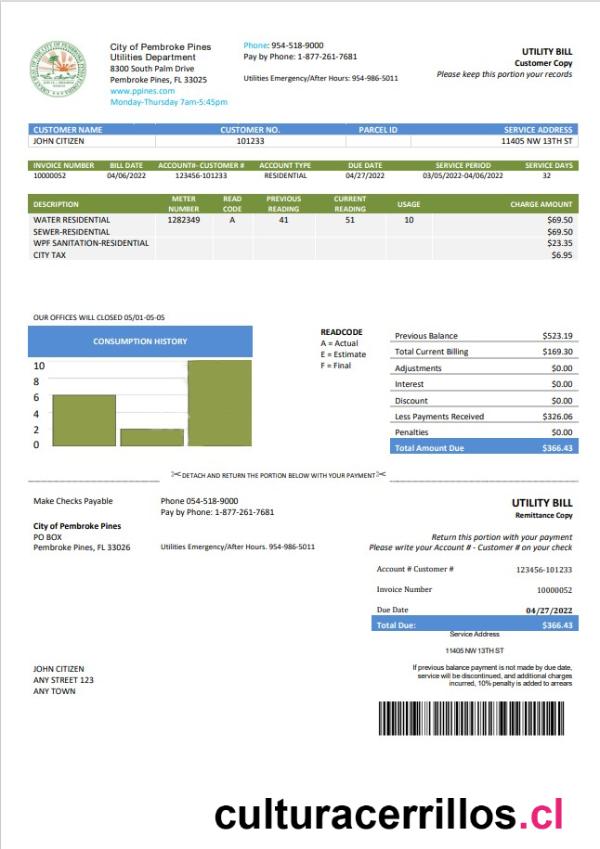 City of Pembroke Pines
Utilities Department
8300 South Palm Drive
Pembroke Pines, FL 33025
www.ppines.com
Monday-Thursday 7am-5:45pm
Phone: 954-518-9000
Pay by Phone: 1-877-261-7681
Utilities Emergency/After Hours: 954-986-5011
UTILITY BILL
Customer Copy
Please keep this portion your records
CUSTOMER NAME CUSTOMER NO. PARCEL ID SERVICE ADDRESS
JOHN CITIZEN 101233 11405 NW 13TH ST
INVOICE NUMBER BILL DATE ACCOUNT#- CUSTOMER # ACCOUNT TYPE DUE DATE SERVICE PERIOD SERVICE DAYS
10000052 04/06/2022 123456-101233 RESIDENTIAL 04/27/2022 03/05/2022-04/06/2022 32
DESCRIPTION METER NUMBER READ CODE PREVIOUS READING CURRENT READING USAGE CHARGE AMOUNT
WATER RESIDENTIAL 1282349 A 41 51 10 $69.50
SEWER-RESIDENTIAL $69.50
WPF SANITATION-RESIDENTIAL $23.35
CITY TAX $6.95
OUR OFFICES WILL CLOSED 05/01-05-05
CONSUMPTION HISTORY
10
8
6
4
2
0
READCODE
A = Actual
E = Estimate
F = Final
Previous Balance $523.19
Total Current Billing $169.30
Adjustments $0.00
Interest $0.00
Discount $0.00
Less Payments Received $326.06
Penalties $0.00
Total Amount Due $366.43
DETACH AND RETURN THE PORTION BELOW WITH YOUR PAYMENT
Make Checks Payable
City of Pembroke Pines
PO BOX
Pembroke Pines, FL 33026
Phone 054-518-9000
Pay by Phone: 1-877-261-7681
Utilities Emergency/After Hours. 954-986-5011
UTILITY BILL
Remittance Copy
Return this portion with your payment
Please write your Account # - Customer # on your check
Account # Customer # 123456-101233
Invoice Number 10000052
Due Date 04/27/2022
Total Due: $366.43
Service Address
11405 NW 13TH ST
If previous balance payment is not made by due date,
service will be discontinued, and additional charges
incurred, 10% penalty is added to arrears
JOHN CITIZEN
ANY STREET 123
ANY TOWN
culturacerrillos.cl